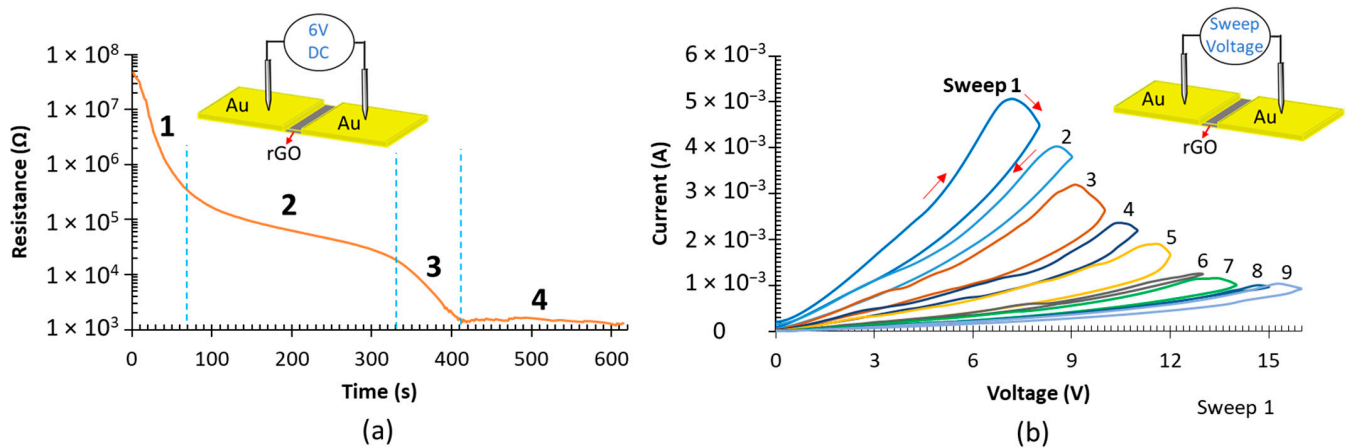 1 × 10⁸
1 × 10⁷
1 × 10⁶
1 × 10⁵
1 × 10⁴
1 × 10³
Resistance (Ω)
6V
DC
Au
Au
rGO
1
2
3
4
0
100
200
300
400
500
600
Time (s)
(a)
6 × 10⁻³
5 × 10⁻³
4 × 10⁻³
3 × 10⁻³
2 × 10⁻³
1 × 10⁻³
0
Current (A)
Sweep
Voltage
Au
Au
rGO
Sweep 1
2
3
4
5
6
7
8
9
0
3
6
9
12
15
Voltage (V)
Sweep 1
(b)